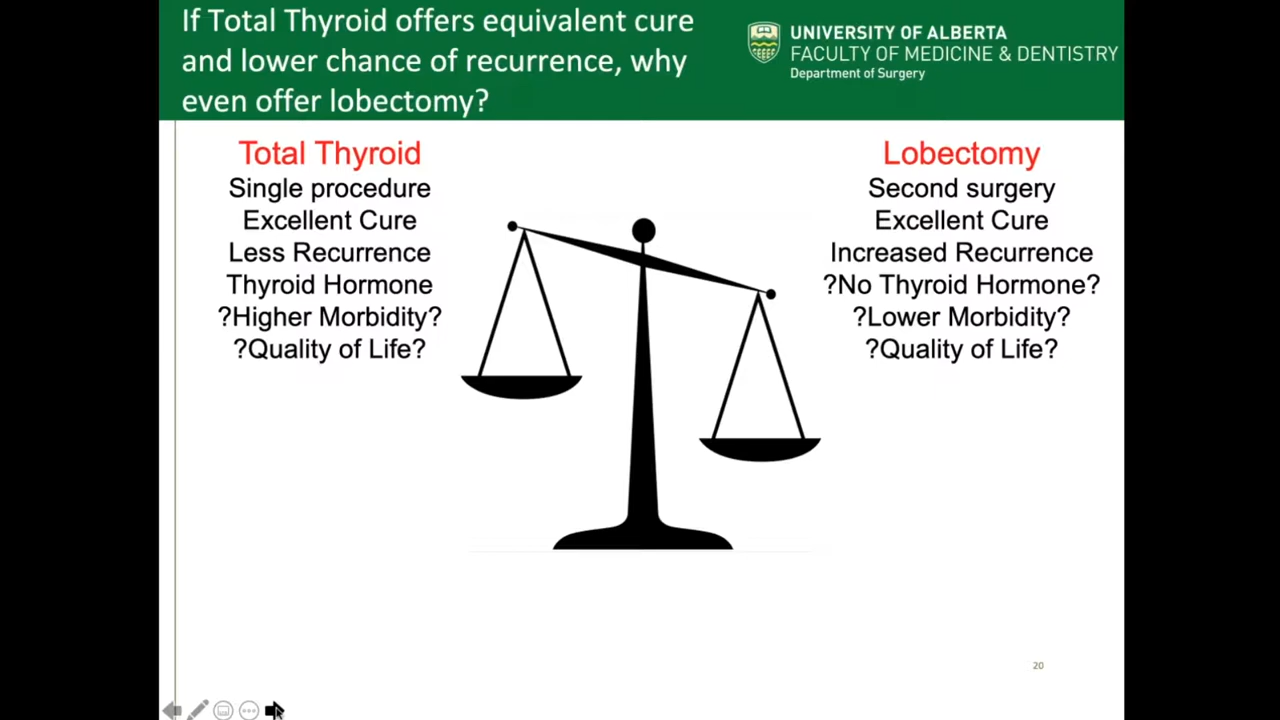 If Total Thyroid offers equivalent cure
and lower chance of recurrence, why
even offer lobectomy?
UNIVERSITY OF ALBERTA
FACULTY OF MEDICINE & DENTISTRY
Department of Surgery
Total Thyroid
Single procedure
Excellent Cure
Less Recurrence
Thyroid Hormone
?Higher Morbidity?
?Quality of Life?
Lobectomy
Second surgery
Excellent Cure
Increased Recurrence
?No Thyroid Hormone?
?Lower Morbidity?
?Quality of Life?
20